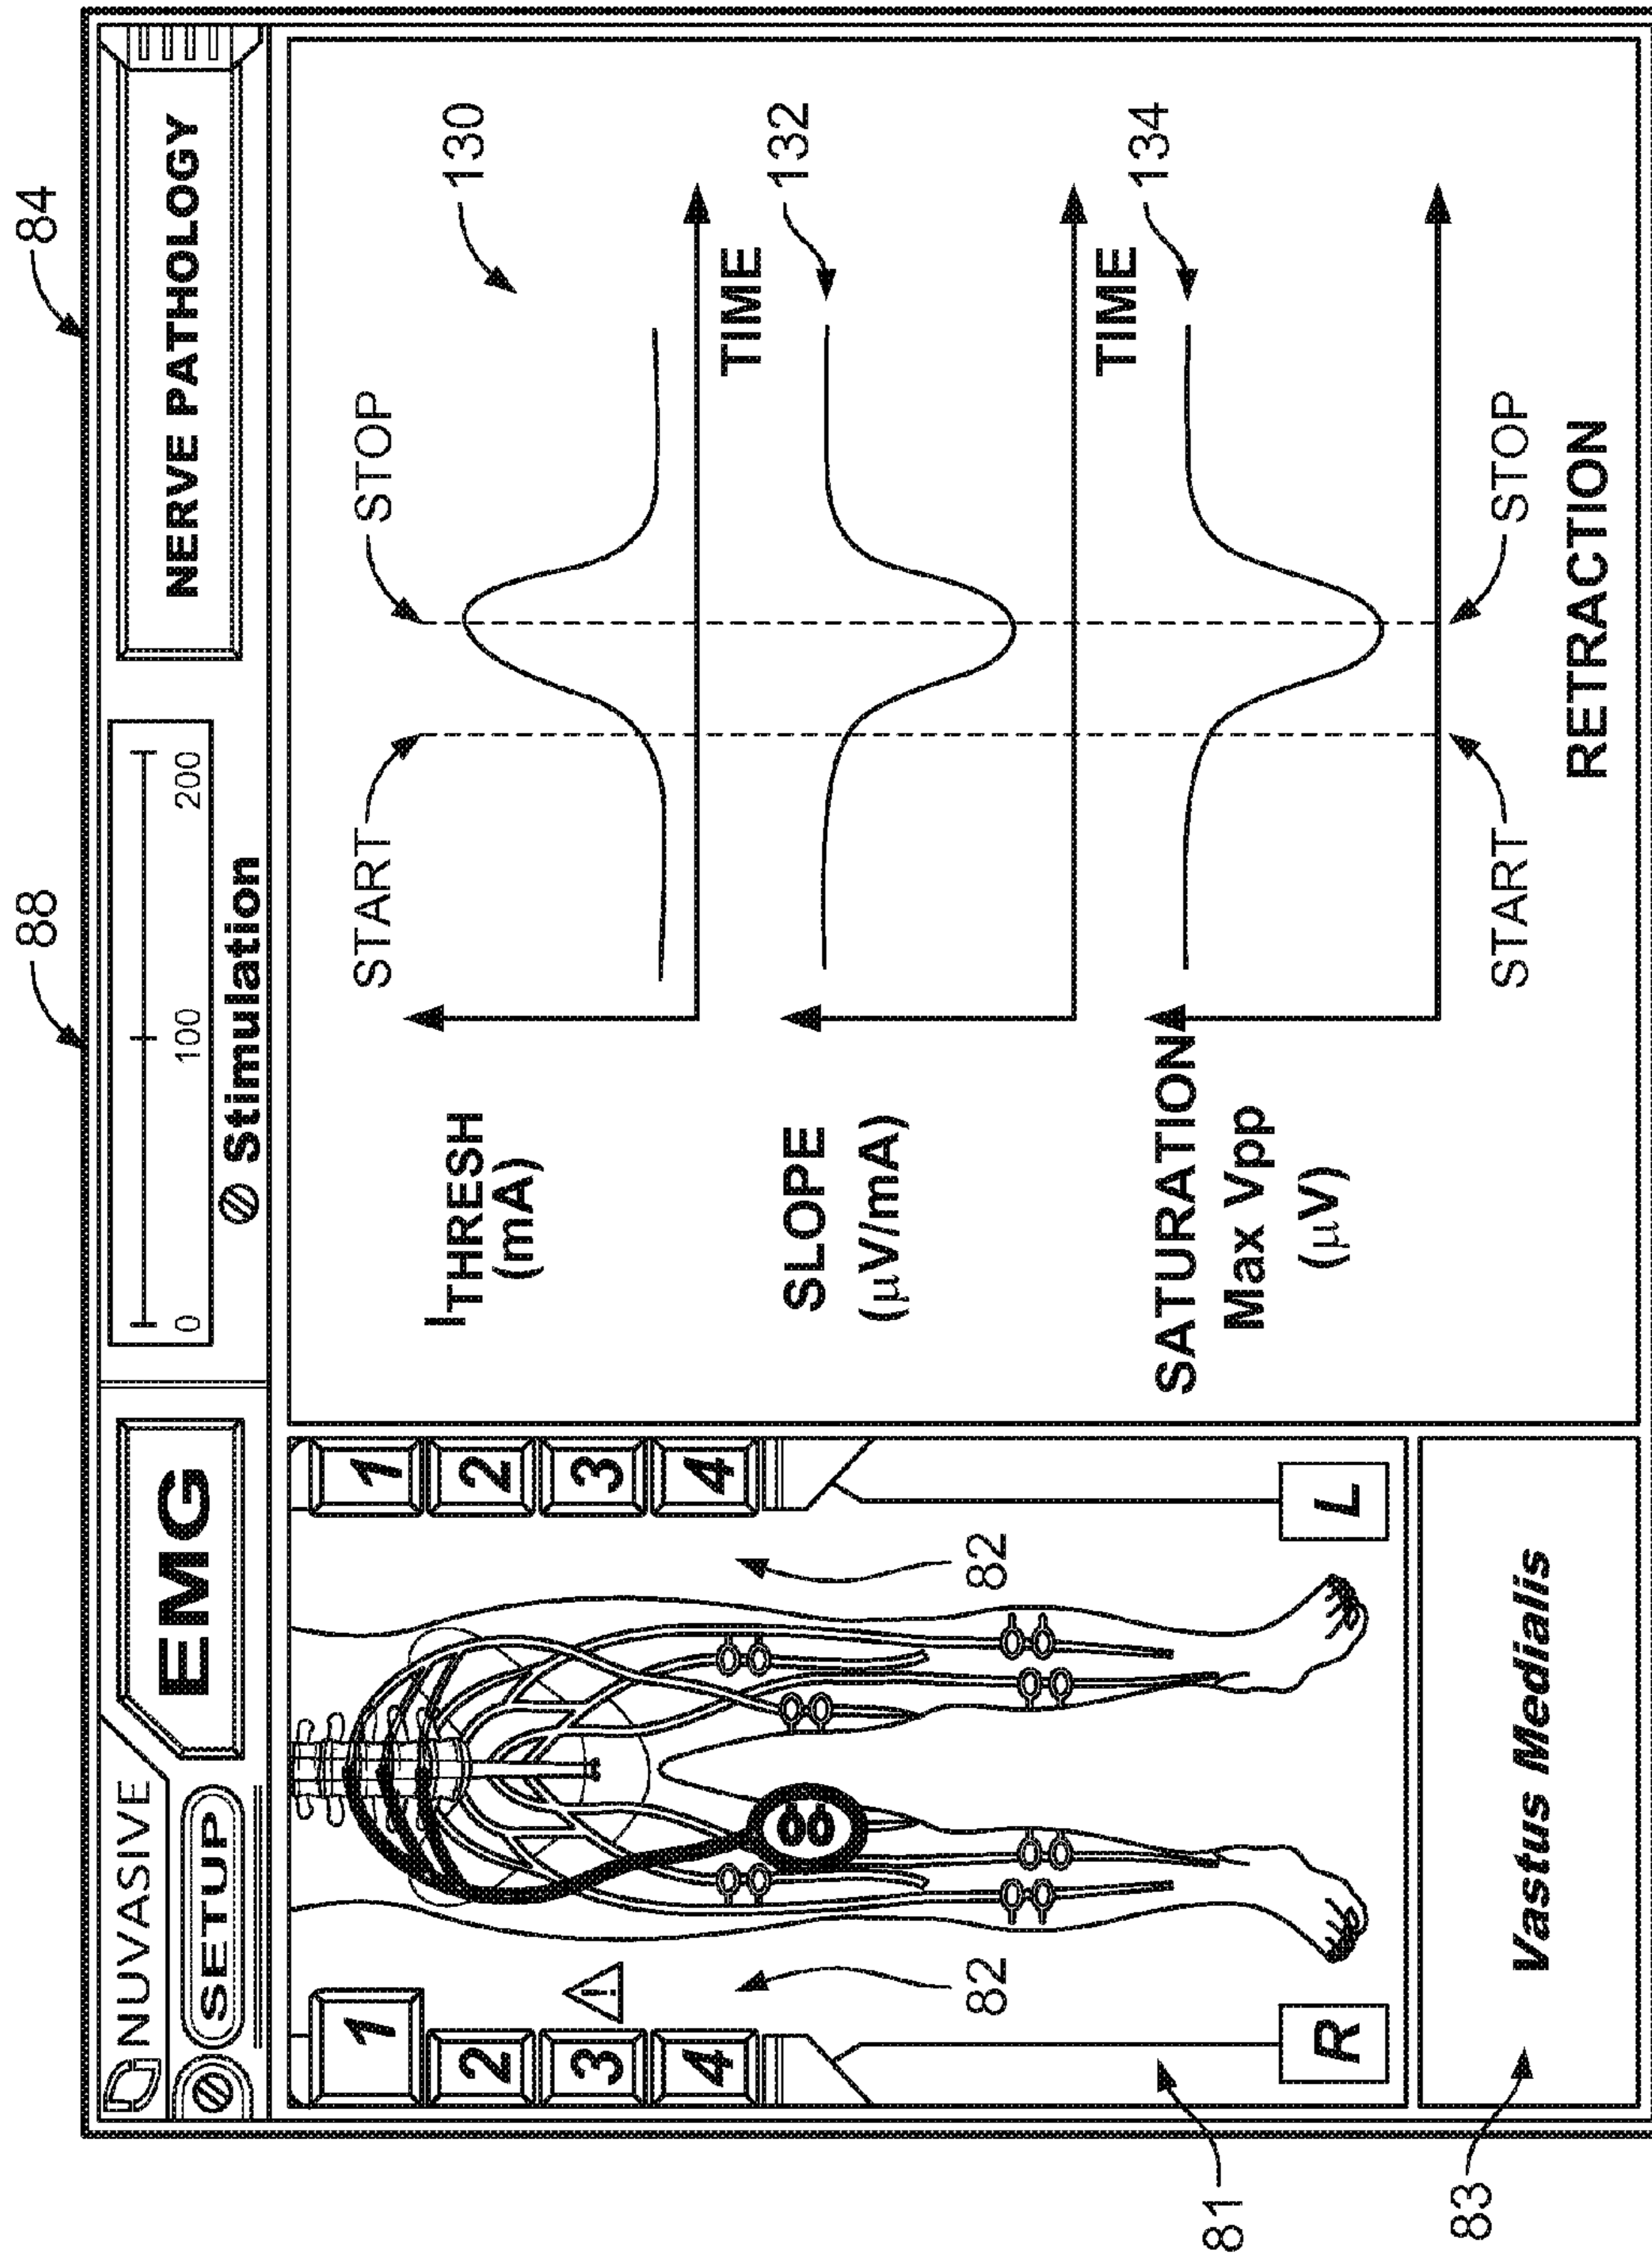 88
84
NUVASIVE
SETUP
EMG
0 100 200
Stimulation
NERVE PATHOLOGY
1
2
3
4
!
1
2
3
4
82
82
R
L
81
Vastus Medialis
83
START
STOP
130
iTHRESH
(mA)
TIME
132
SLOPE
(μV/mA)
TIME
134
SATURATION
Max Vpp
(μV)
START
STOP
RETRACTION